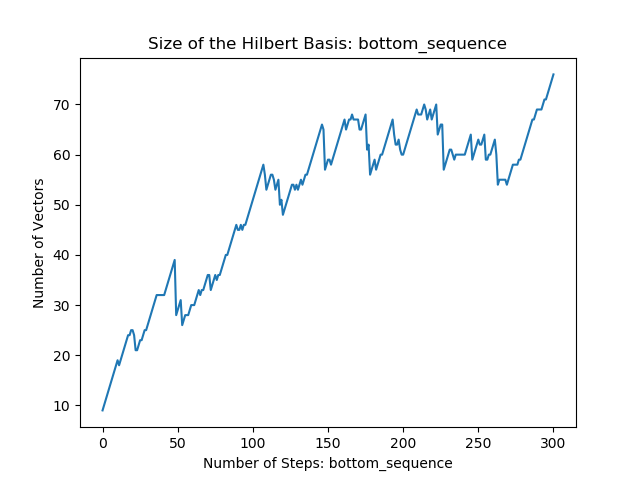 Size of the Hilbert Basis: bottom_sequence
70
60
50
40
30
20
10
Number of Vectors
0 50 100 150 200 250 300
Number of Steps: bottom_sequence